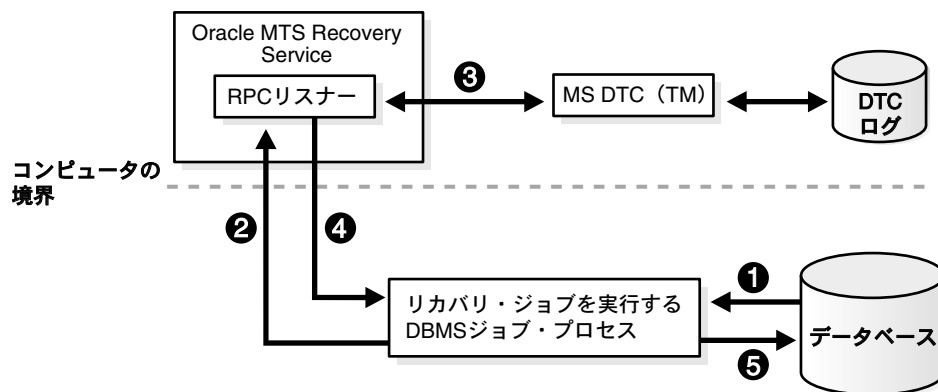 Oracle MTS Recovery
Service
RPCリスナー
❸
MS DTC（TM）
DTC
ログ
コンピュータの
境界
❷
❹
リカバリ・ジョブを実行する
DBMSジョブ・プロセス
❶
❺
データベース